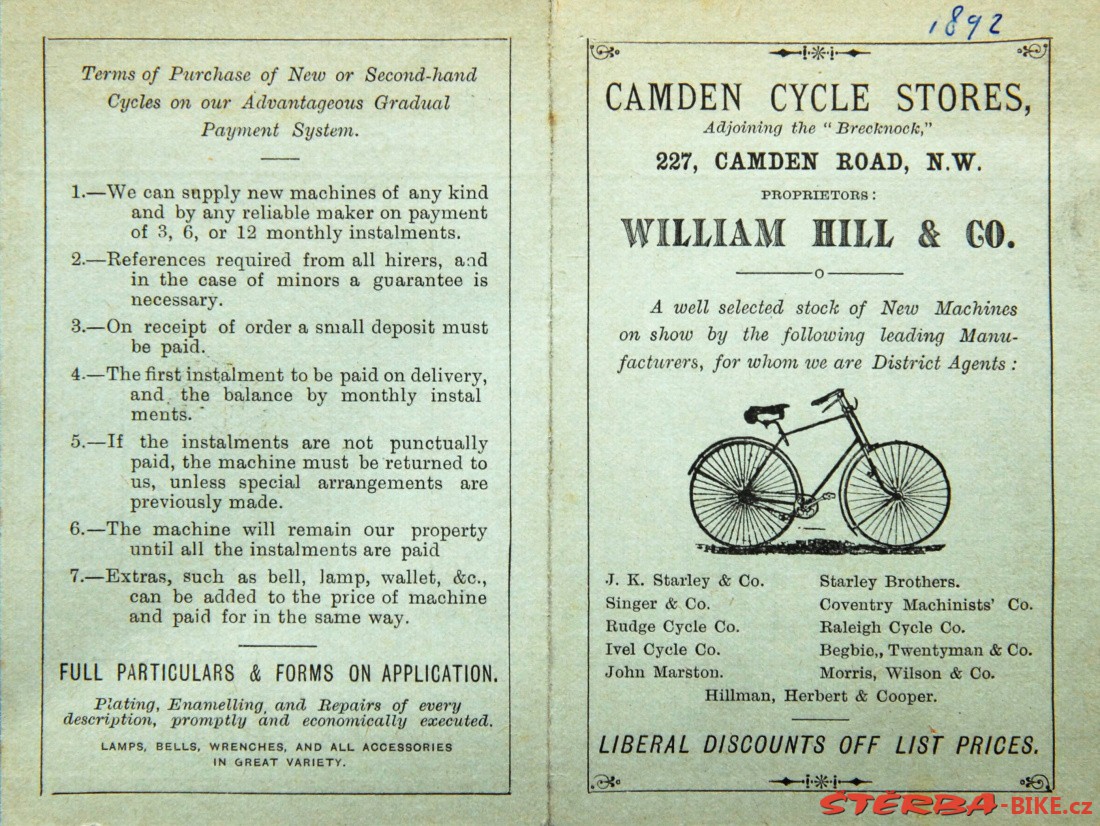 Terms of Purchase of New or Second-hand
Cycles on our Advantageous Gradual
Payment System.
1.—We can supply new machines of any kind
and by any reliable maker on payment
of 3, 6, or 12 monthly instalments.
2.—References required from all hirers, and
in the case of minors a guarantee is
necessary.
3.—On receipt of order a small deposit must
be paid.
4.—The first instalment to be paid on delivery,
and the balance by monthly instal
ments.
5.—If the instalments are not punctually
paid, the machine must be returned to
us, unless special arrangements are
previously made.
6.—The machine will remain our property
until all the instalments are paid
7.—Extras, such as bell, lamp, wallet, &c.,
can be added to the price of machine
and paid for in the same way.
FULL PARTICULARS & FORMS ON APPLICATION.
Plating, Enamelling, and Repairs of every
description, promptly and economically executed.
LAMPS, BELLS, WRENCHES, AND ALL ACCESSORIES
IN GREAT VARIETY.
1892
CAMDEN CYCLE STORES,
Adjoining the "Brecknock,"
227, CAMDEN ROAD, N.W.
PROPRIETORS:
WILLIAM HILL & CO.
A well selected stock of New Machines
on show by the following leading Manu-
facturers, for whom we are District Agents:
J. K. Starley & Co. Starley Brothers.
Singer & Co. Coventry Machinists' Co.
Rudge Cycle Co. Raleigh Cycle Co.
Ivel Cycle Co. Begbie,, Twentyman & Co.
John Marston. Morris, Wilson & Co.
Hillman, Herbert & Cooper.
LIBERAL DISCOUNTS OFF LIST PRICES.
ŠTĚRBA-BIKE.cz